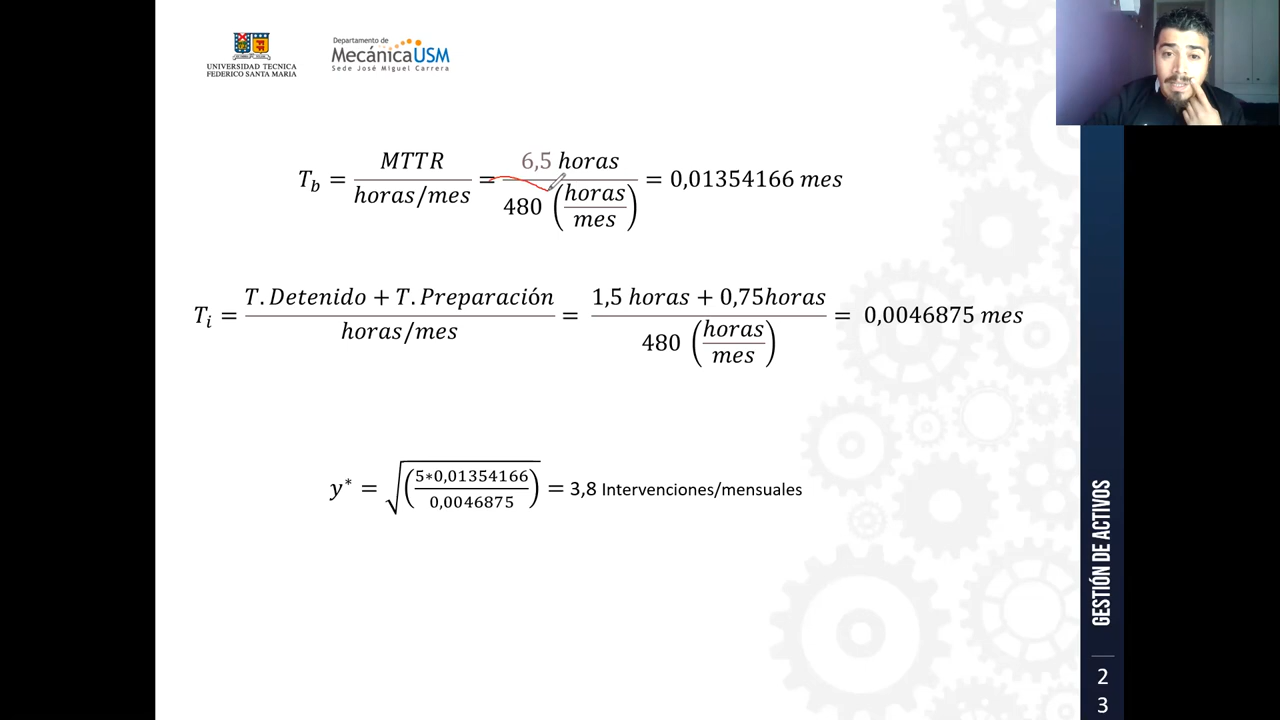 UNIVERSIDAD TECNICA
FEDERICO SANTA MARIA
Departamento de
MecánicaUSM
Sede José Miguel Carrera
T_b = MTTR / horas/mes = 6,5 horas / 480 (horas/mes) = 0,01354166 mes
T_i = T. Detenido + T. Preparación / horas/mes = 1,5 horas + 0,75horas / 480 (horas/mes) = 0,0046875 mes
y* = √(5*0,01354166 / 0,0046875) = 3,8 Intervenciones/mensuales
GESTIÓN DE ACTIVOS
2
3